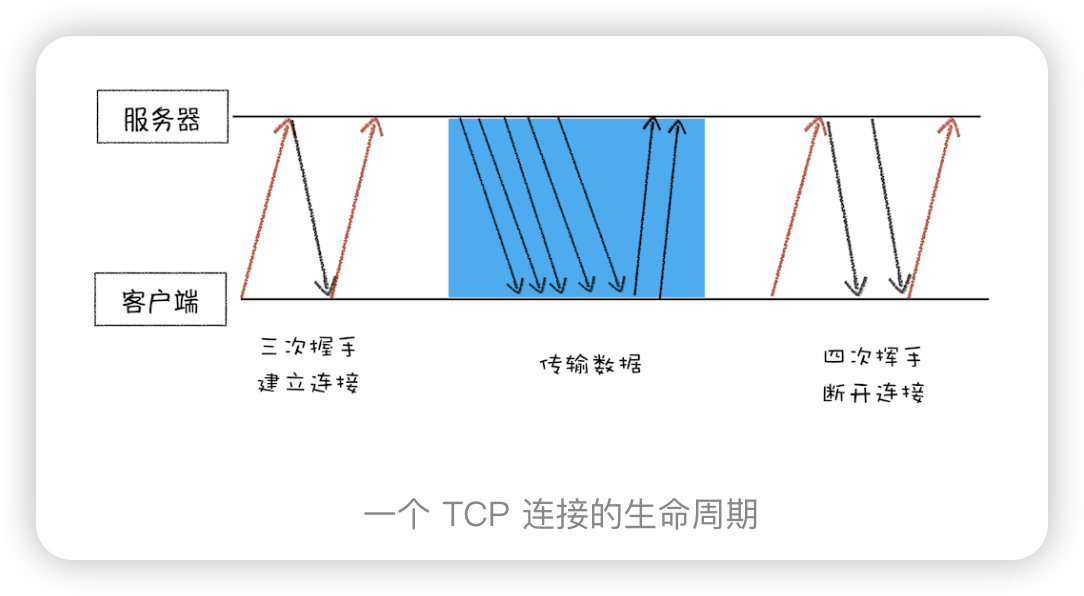 服务器
客户端
三次握手
建立连接
传输数据
四次挥手
断开连接
一个 TCP 连接的生命周期